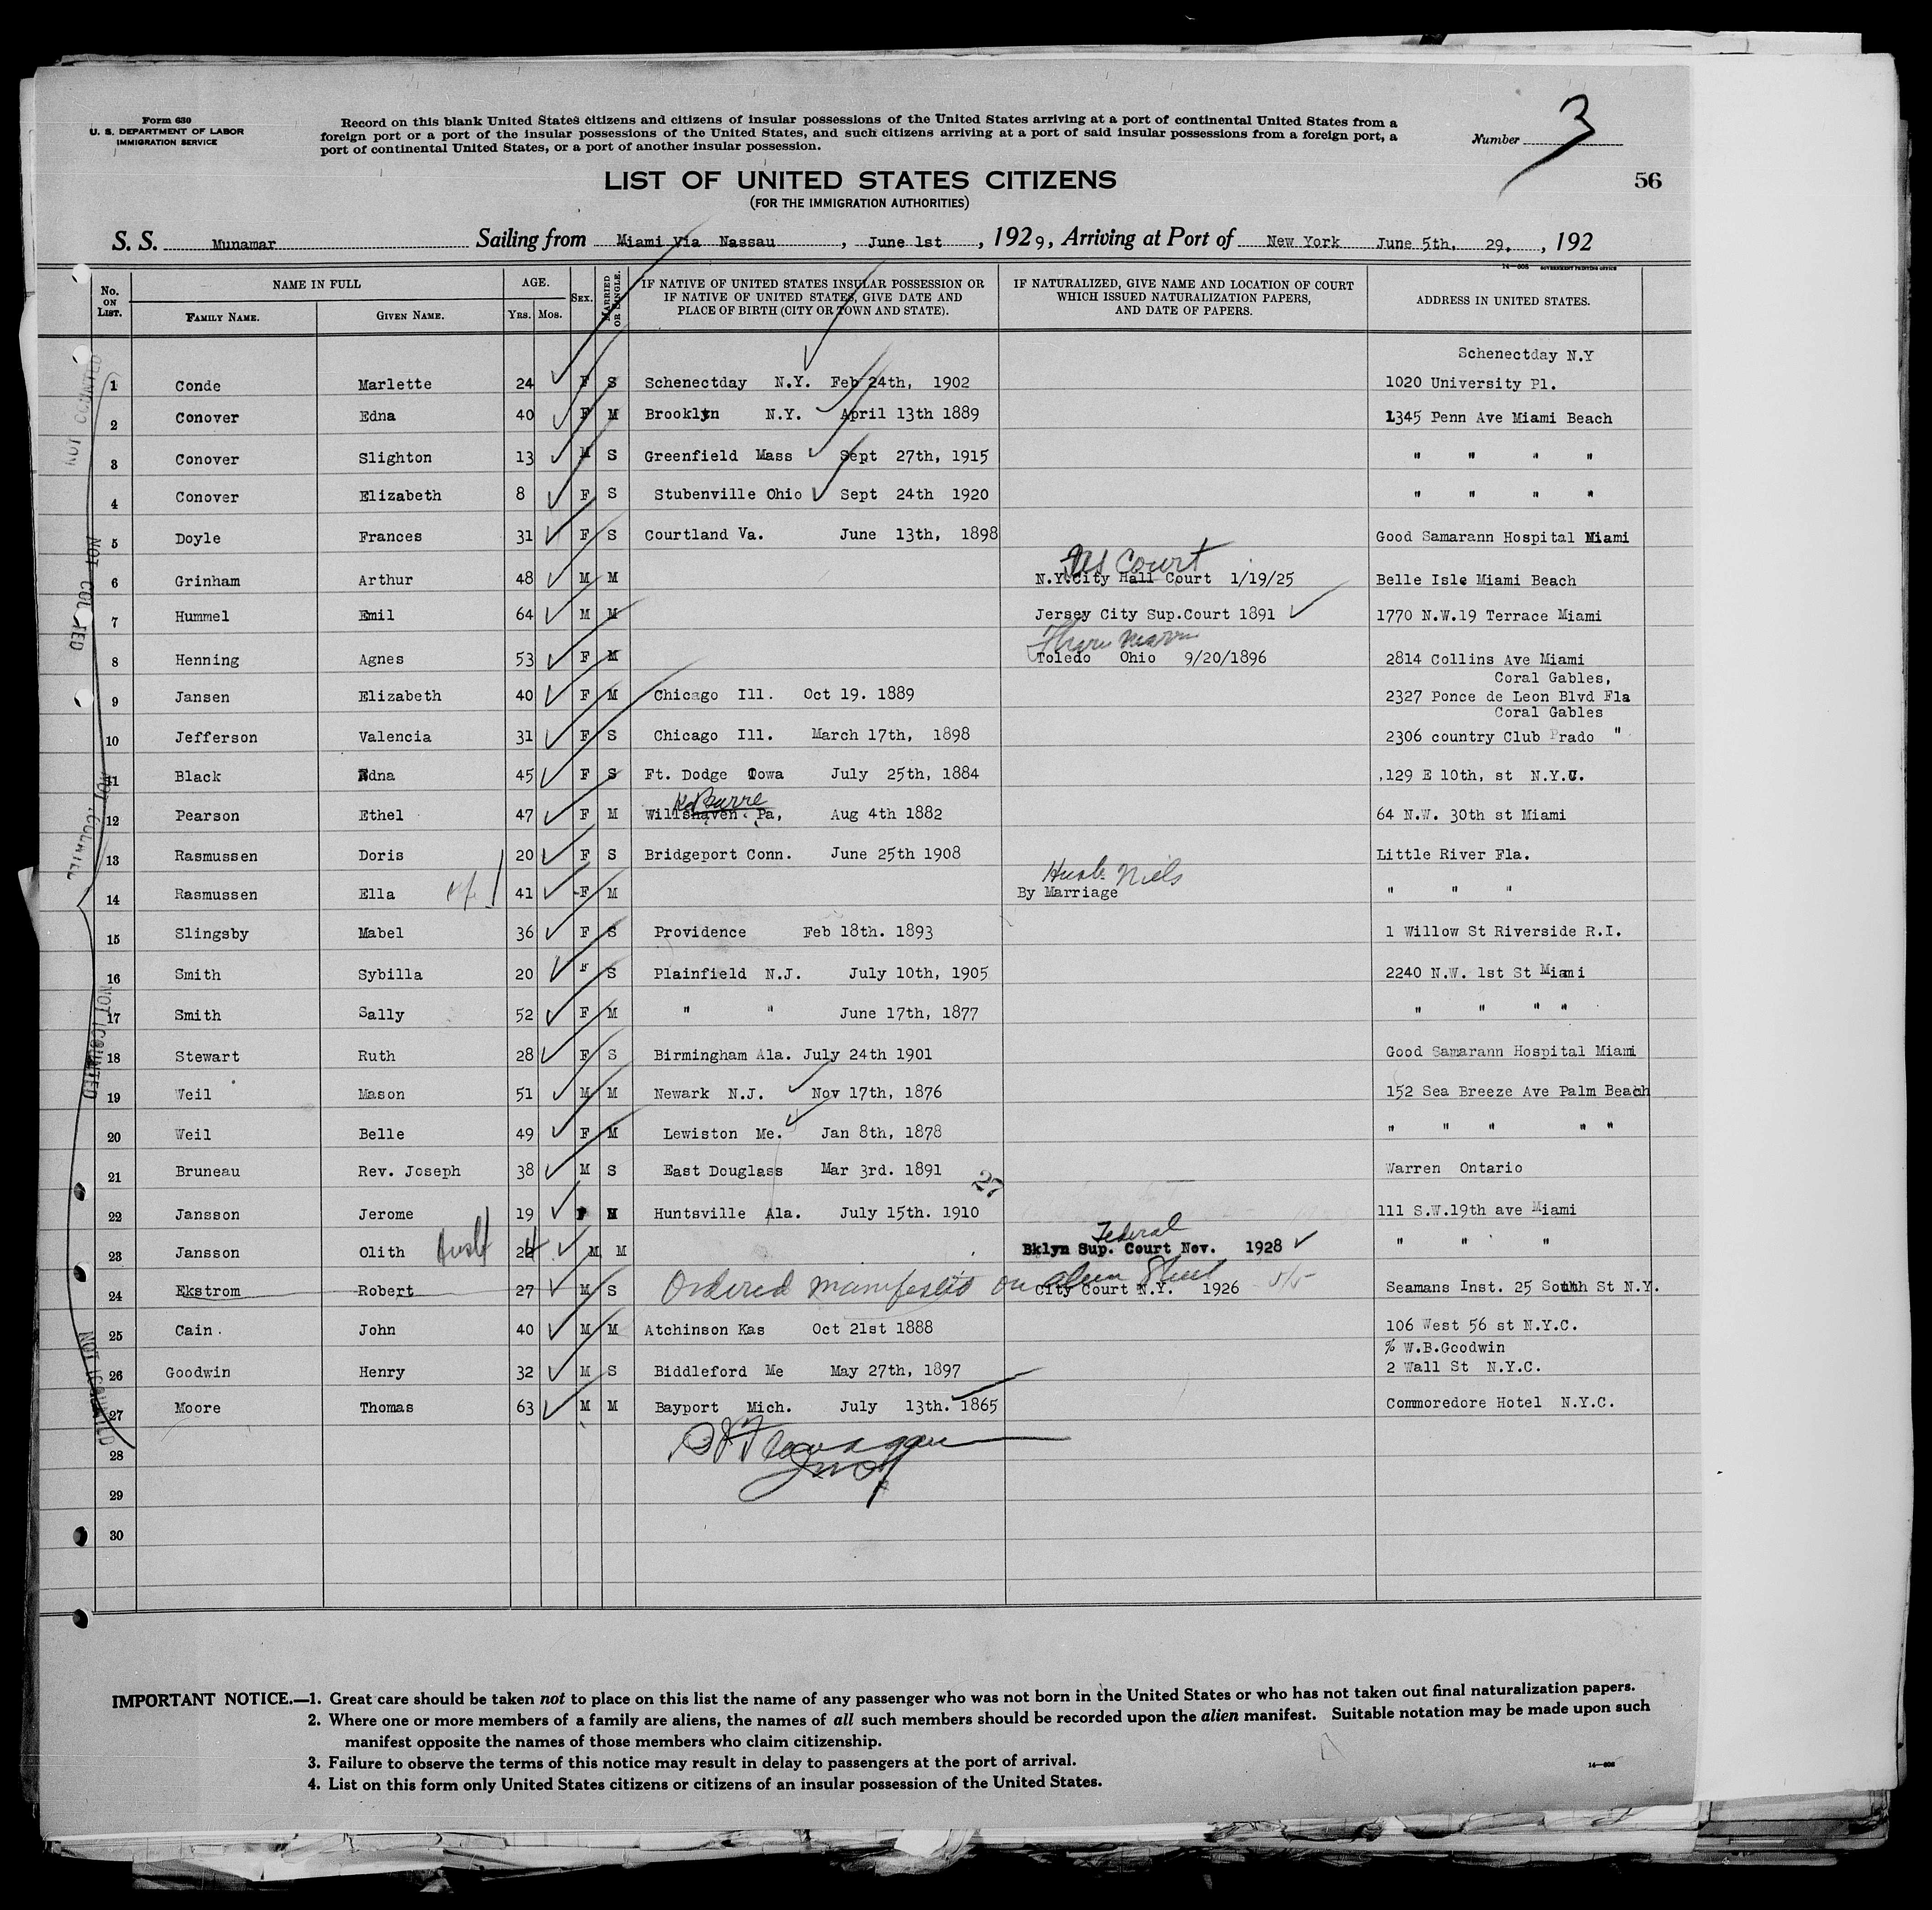 Form 630
U. S. DEPARTMENT OF LABOR
IMMIGRATION SERVICE
Record on this blank United States citizens and citizens of insular possessions of the United States arriving at a port of continental United States from a
foreign port or a port of the insular possessions of the United States, and such citizens arriving at a port of said insular possessions from a foreign port, a
port of continental United States, or a port of another insular possession.
Number 3
LIST OF UNITED STATES CITIZENS
56
(FOR THE IMMIGRATION AUTHORITIES)
S. S. Munamar Sailing from Miami Via Nassau, June 1st, 1929, Arriving at Port of New York June 5th, 29, , 192
14—808 GOVERNMENT PRINTING OFFICE
No. ON LIST. NAME IN FULL AGE. SEX. MARRIED OR SINGLE. IF NATIVE OF UNITED STATES INSULAR POSSESSION OR IF NATIVE OF UNITED STATES, GIVE DATE AND PLACE OF BIRTH (CITY OR TOWN AND STATE). IF NATURALIZED, GIVE NAME AND LOCATION OF COURT WHICH ISSUED NATURALIZATION PAPERS, AND DATE OF PAPERS. ADDRESS IN UNITED STATES.
FAMILY NAME. GIVEN NAME. YRS. MOS.
Schenectday N.Y
1 Conde Marlette 24 F S Schenectday N.Y. Feb 24th, 1902 1020 University Pl.
2 Conover Edna 40 F M Brooklyn N.Y. April 13th 1889 1345 Penn Ave Miami Beach
3 Conover Slighton 13 M S Greenfield Mass Sept 27th, 1915 " " " "
4 Conover Elizabeth 8 F S Stubenville Ohio Sept 24th 1920 " " " "
5 Doyle Frances 31 F S Courtland Va. June 13th, 1898 Good Samarann Hospital Miami
US Court
6 Grinham Arthur 48 M M N.Y.City Hall Court 1/19/25 Belle Isle Miami Beach
7 Hummel Emil 64 M M Jersey City Sup.Court 1891 1770 N.W.19 Terrace Miami
8 Henning Agnes 53 F M Toledo Ohio 9/20/1896 2814 Collins Ave Miami
Coral Gables,
9 Jansen Elizabeth 40 F M Chicago Ill. Oct 19. 1889 2327 Ponce de Leon Blvd Fla
Coral Gables
10 Jefferson Valencia 31 F S Chicago Ill. March 17th, 1898 2306 country Club Prado "
11 Black Edna 45 F S Ft. Dodge Iowa July 25th, 1884 129 E 10th, st N.Y.C.
kBarre
12 Pearson Ethel 47 F M Willshaven. Pa, Aug 4th 1882 64 N.W. 30th st Miami
13 Rasmussen Doris 20 F S Bridgeport Conn. June 25th 1908 Little River Fla.
Husb. Niels
14 Rasmussen Ella 41 F M By Marriage " " "
15 Slingsby Mabel 36 F S Providence Feb 18th. 1893 1 Willow St Riverside R.I.
16 Smith Sybilla 20 F S Plainfield N.J. July 10th, 1905 2240 N.W. 1st St Miami
17 Smith Sally 52 F M " " June 17th, 1877 " " " "
18 Stewart Ruth 28 F S Birmingham Ala. July 24th 1901 Good Samarann Hospital Miami
19 Weil Mason 51 M M Newark N.J. Nov 17th, 1876 152 Sea Breeze Ave Palm Beach
20 Weil Belle 49 F M Lewiston Me. Jan 8th, 1878 " " " " "
21 Bruneau Rev. Joseph 38 M S East Douglass Mar 3rd. 1891 Warren Ontario
27
22 Jansson Jerome 19 F M Huntsville Ala. July 15th. 1910 111 S.W.19th ave Miami
Federal
23 Jansson Olith Husb 24 M M Bklyn Sup. Court Nov. 1928 " " "
Ordered manifested on alien Sheet
24 Ekstrom Robert 27 M S City Court N.Y. 1926 Seamans Inst. 25 South St N.Y.
25 Cain. John 40 M M Atchinson Kas Oct 21st 1888 106 West 56 st N.Y.C.
% W.B.Goodwin
26 Goodwin Henry 32 M S Biddleford Me May 27th, 1897 2 Wall St N.Y.C.
27 Moore Thomas 63 M M Bayport Mich. July 13th. 1865 Commoredore Hotel N.Y.C.
28
29
30
NOT COUNTED
NOT COUNTED
NOT COUNTED
NOT COUNTED
NOT COUNTED
IMPORTANT NOTICE.—1. Great care should be taken not to place on this list the name of any passenger who was not born in the United States or who has not taken out final naturalization papers.
2. Where one or more members of a family are aliens, the names of all such members should be recorded upon the alien manifest. Suitable notation may be made upon such
manifest opposite the names of those members who claim citizenship.
3. Failure to observe the terms of this notice may result in delay to passengers at the port of arrival.
4. List on this form only United States citizens or citizens of an insular possession of the United States.
14—808